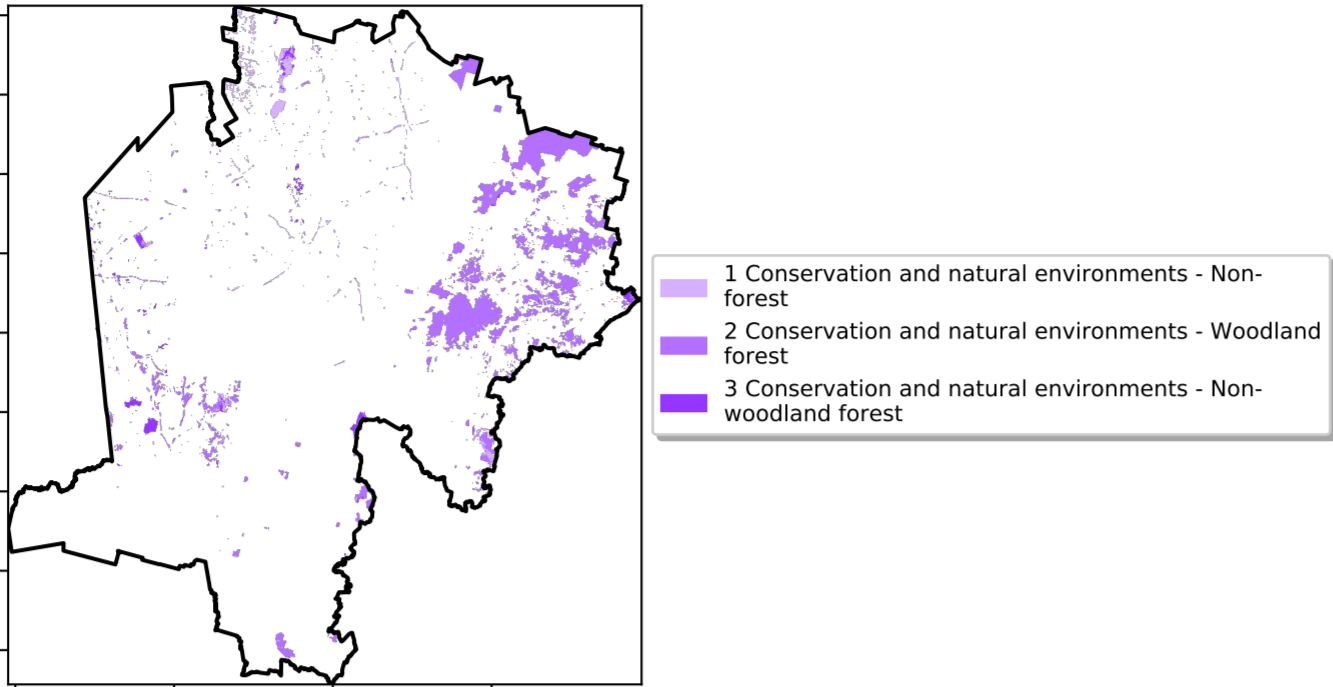 1 Conservation and natural environments - Non-
forest
2 Conservation and natural environments - Woodland
forest
3 Conservation and natural environments - Non-
woodland forest